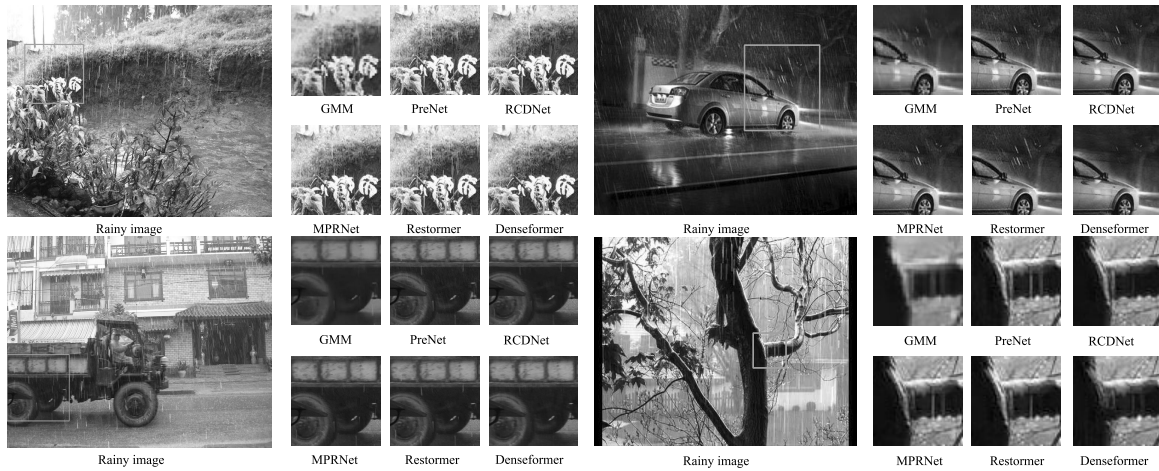 GMM PreNet RCDNet GMM PreNet RCDNet
MPRNet Restormer Denseformer MPRNet Restormer Denseformer
Rainy image Rainy image
GMM PreNet RCDNet GMM PreNet RCDNet
MPRNet Restormer Denseformer MPRNet Restormer Denseformer
Rainy image Rainy image